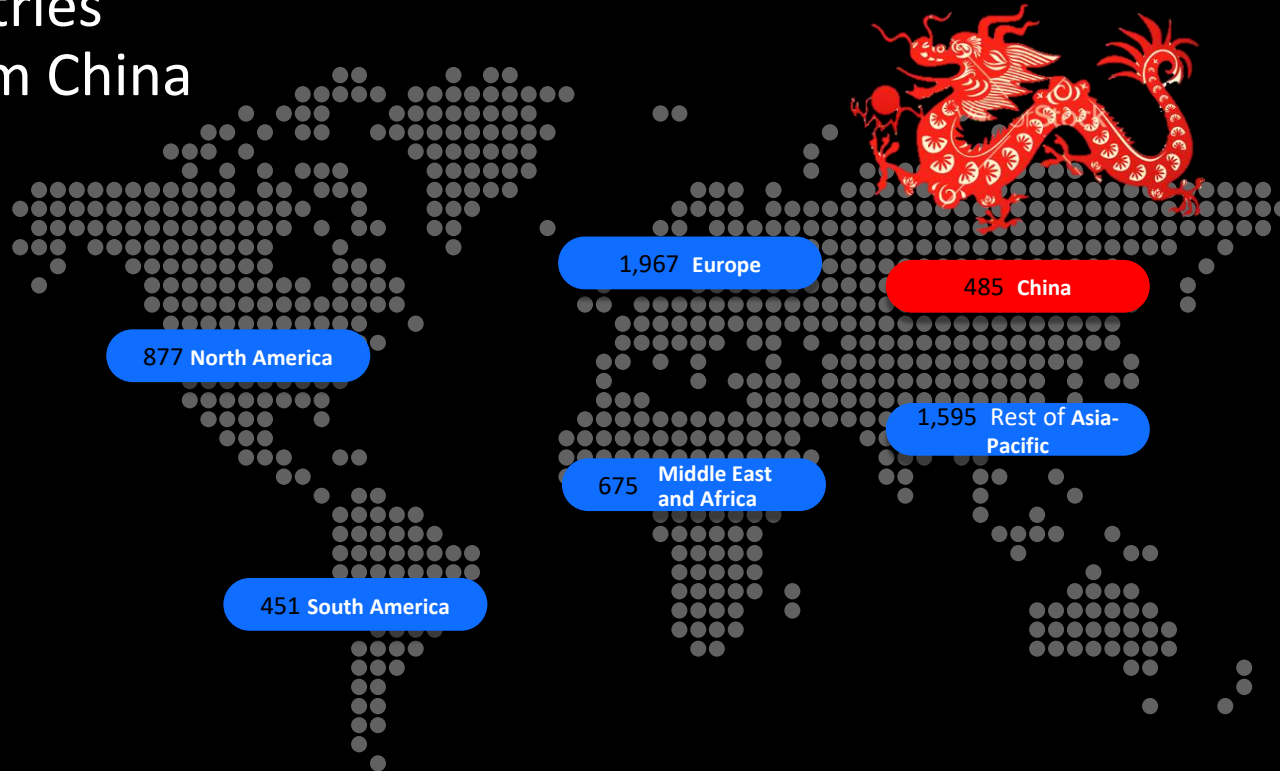 tries
m China
1,967 Europe
485 China
877 North America
1,595 Rest of Asia-
Pacific
675 Middle East
and Africa
451 South America